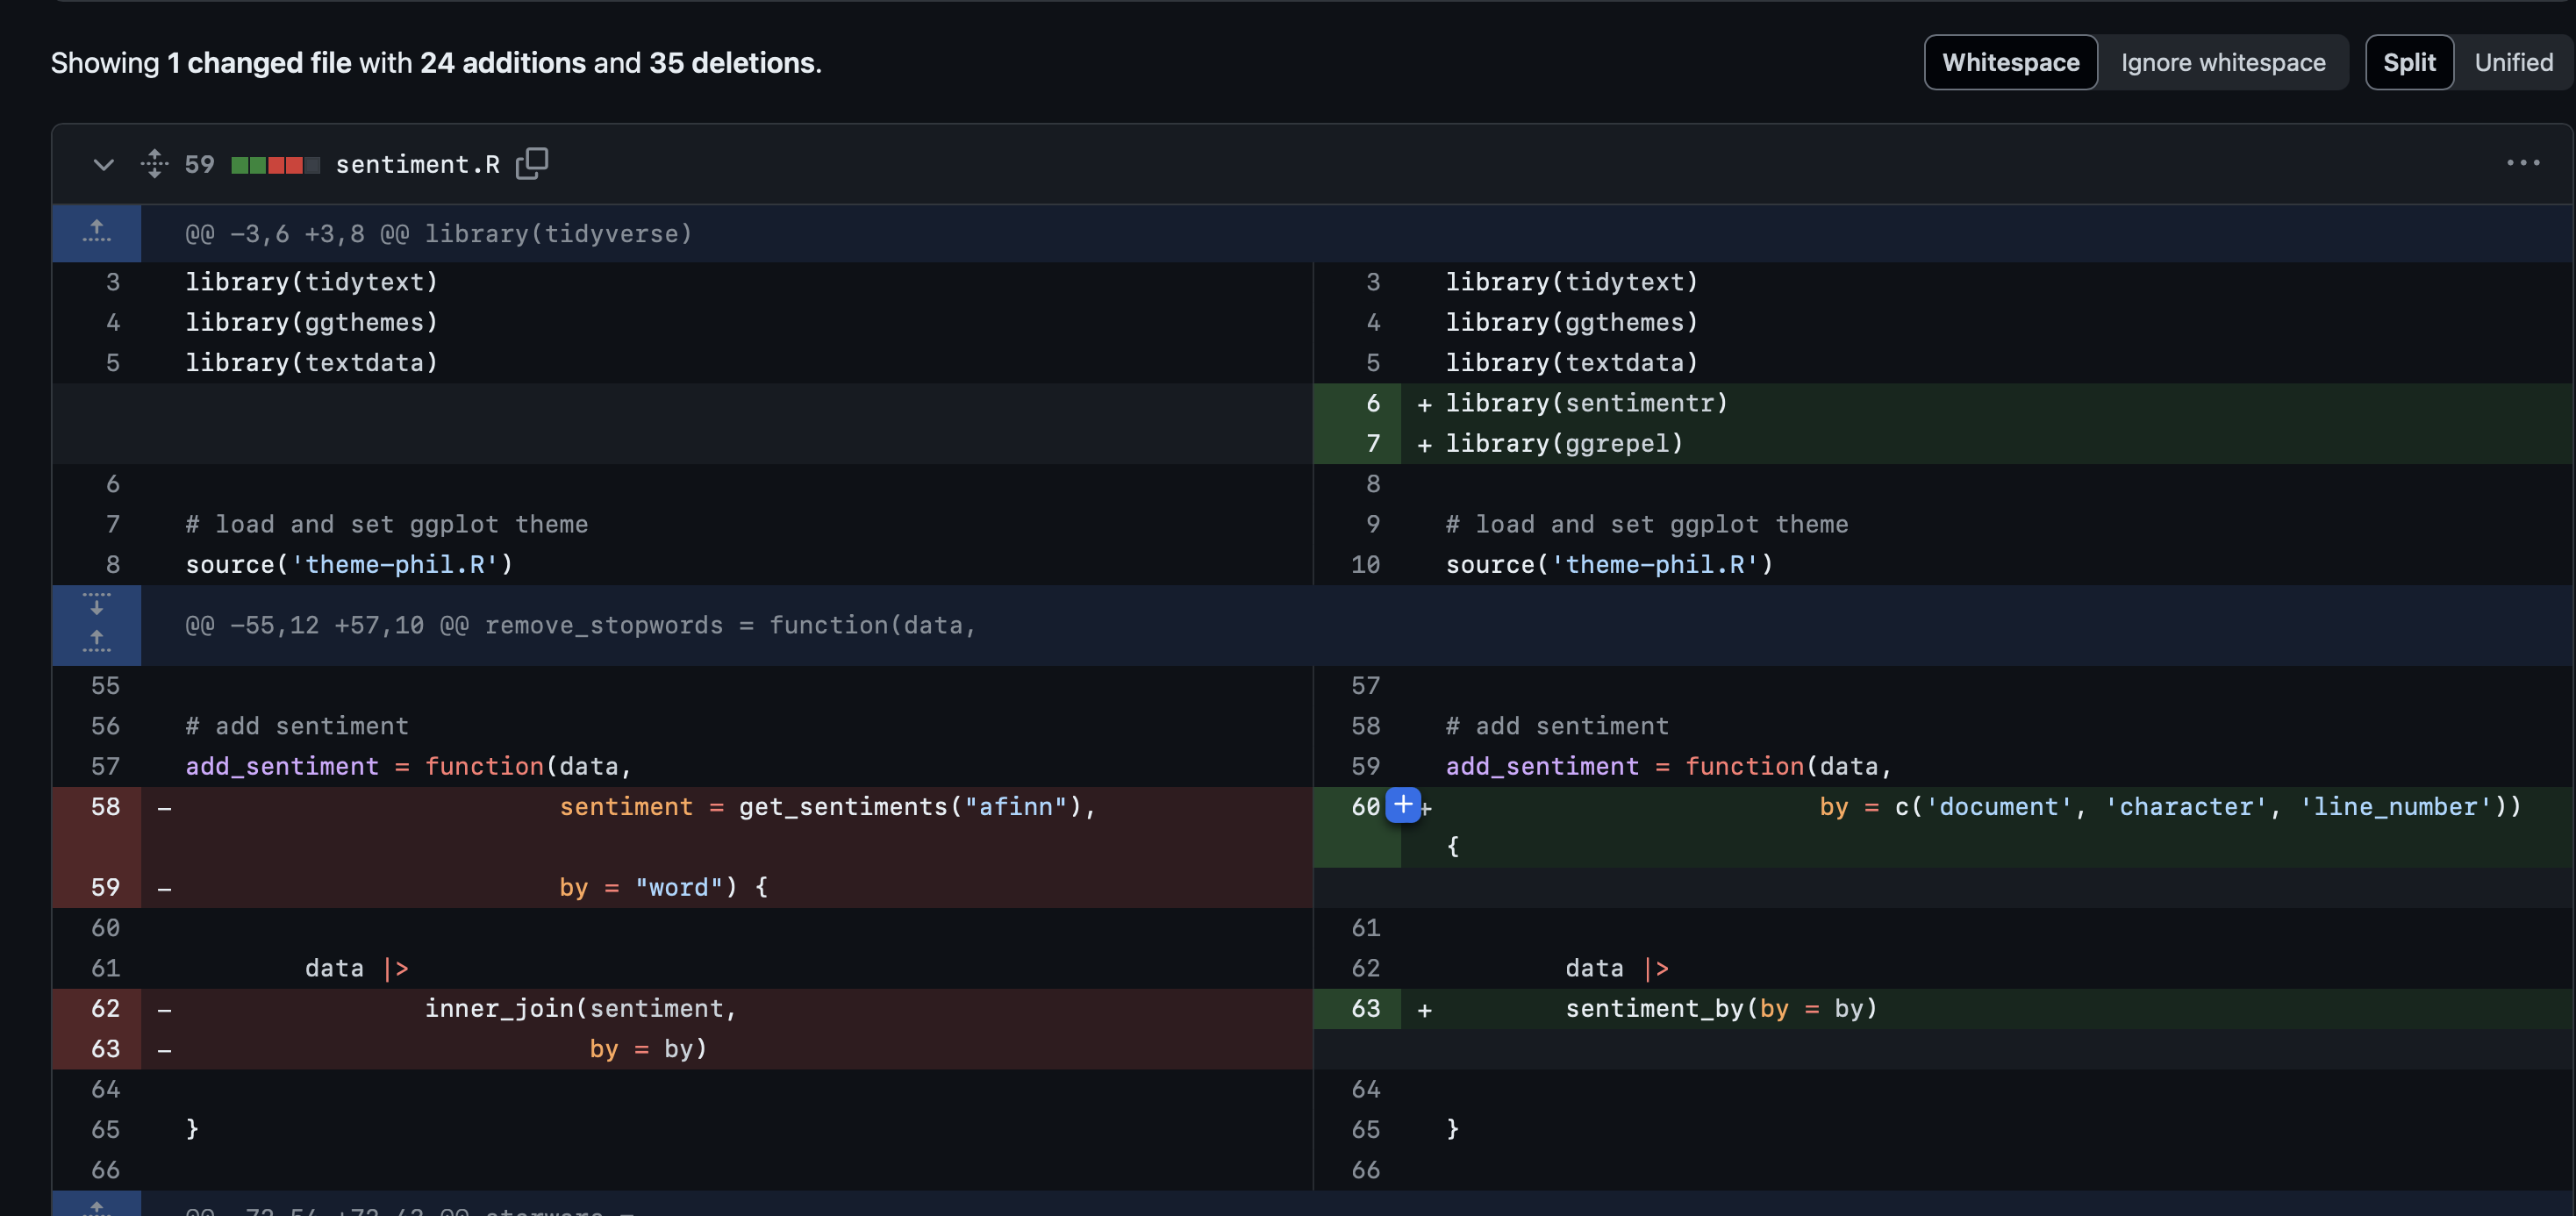 Showing 1 changed file with 24 additions and 35 deletions.
Whitespace Ignore whitespace Split Unified
59 sentiment.R
@@ -3,6 +3,8 @@ library(tidyverse)
3 library(tidytext) 3 library(tidytext)
4 library(ggthemes) 4 library(ggthemes)
5 library(textdata) 5 library(textdata)
6 + library(sentimentr)
7 + library(ggrepel)
6 8
7 # load and set ggplot theme 9 # load and set ggplot theme
8 source('theme-phil.R') 10 source('theme-phil.R')
@@ -55,12 +57,10 @@ remove_stopwords = function(data,
55 57
56 # add sentiment 58 # add sentiment
57 add_sentiment = function(data, 59 add_sentiment = function(data,
58 - sentiment = get_sentiments("afinn"), 60 + by = c('document', 'character', 'line_number'))
{
59 - by = "word") {
60 61
61 data |> 62 data |>
62 - inner_join(sentiment, 63 + sentiment_by(by = by)
63 - by = by)
64 64
65 } 65 }
66 66